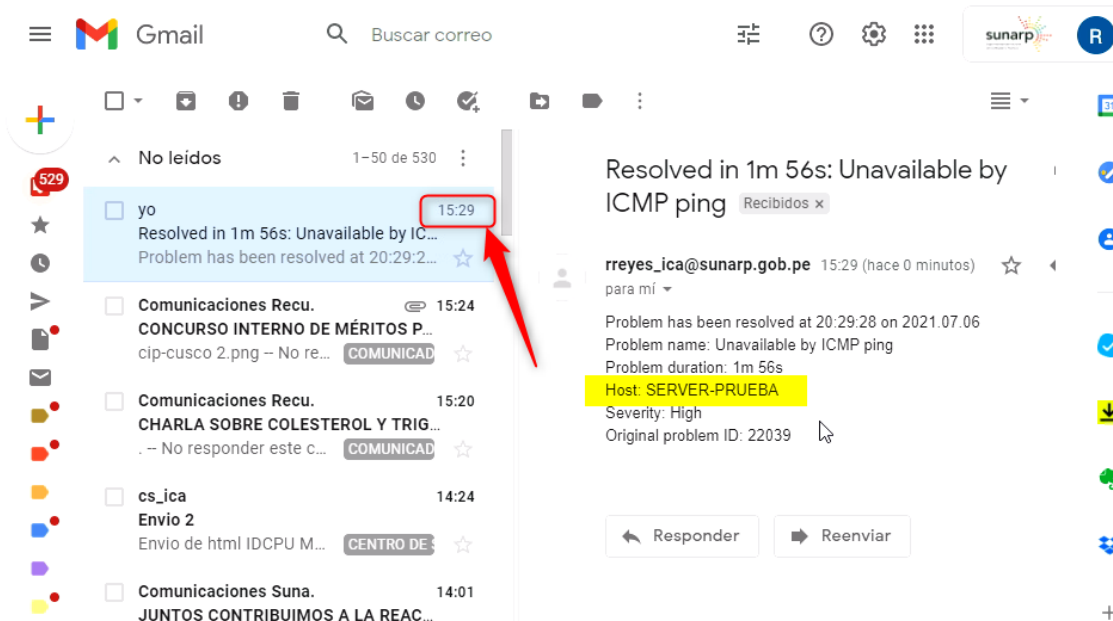 Gmail
Buscar correo
sunarp
R
31
No leídos
1–50 de 530
529
yo
15:29
Resolved in 1m 56s: Unavailable by IC...
Problem has been resolved at 20:29:2...
Comunicaciones Recu.
15:24
CONCURSO INTERNO DE MÉRITOS P...
cip-cusco 2.png – No re...
COMUNICAD
Comunicaciones Recu.
15:20
CHARLA SOBRE COLESTEROL Y TRIG...
. – No responder este c...
COMUNICAD
cs_ica
14:24
Envio 2
Envio de html IDCPU M...
CENTRO DE
Comunicaciones Suna.
14:01
JUNTOS CONTRIBUIMOS A LA REAC...
Resolved in 1m 56s: Unavailable by
ICMP ping Recibidos x
rreyes_ica@sunarp.gob.pe 15:29 (hace 0 minutos)
para mí
Problem has been resolved at 20:29:28 on 2021.07.06
Problem name: Unavailable by ICMP ping
Problem duration: 1m 56s
Host: SERVER-PRUEBA
Severity: High
Original problem ID: 22039
Responder
Reenviar